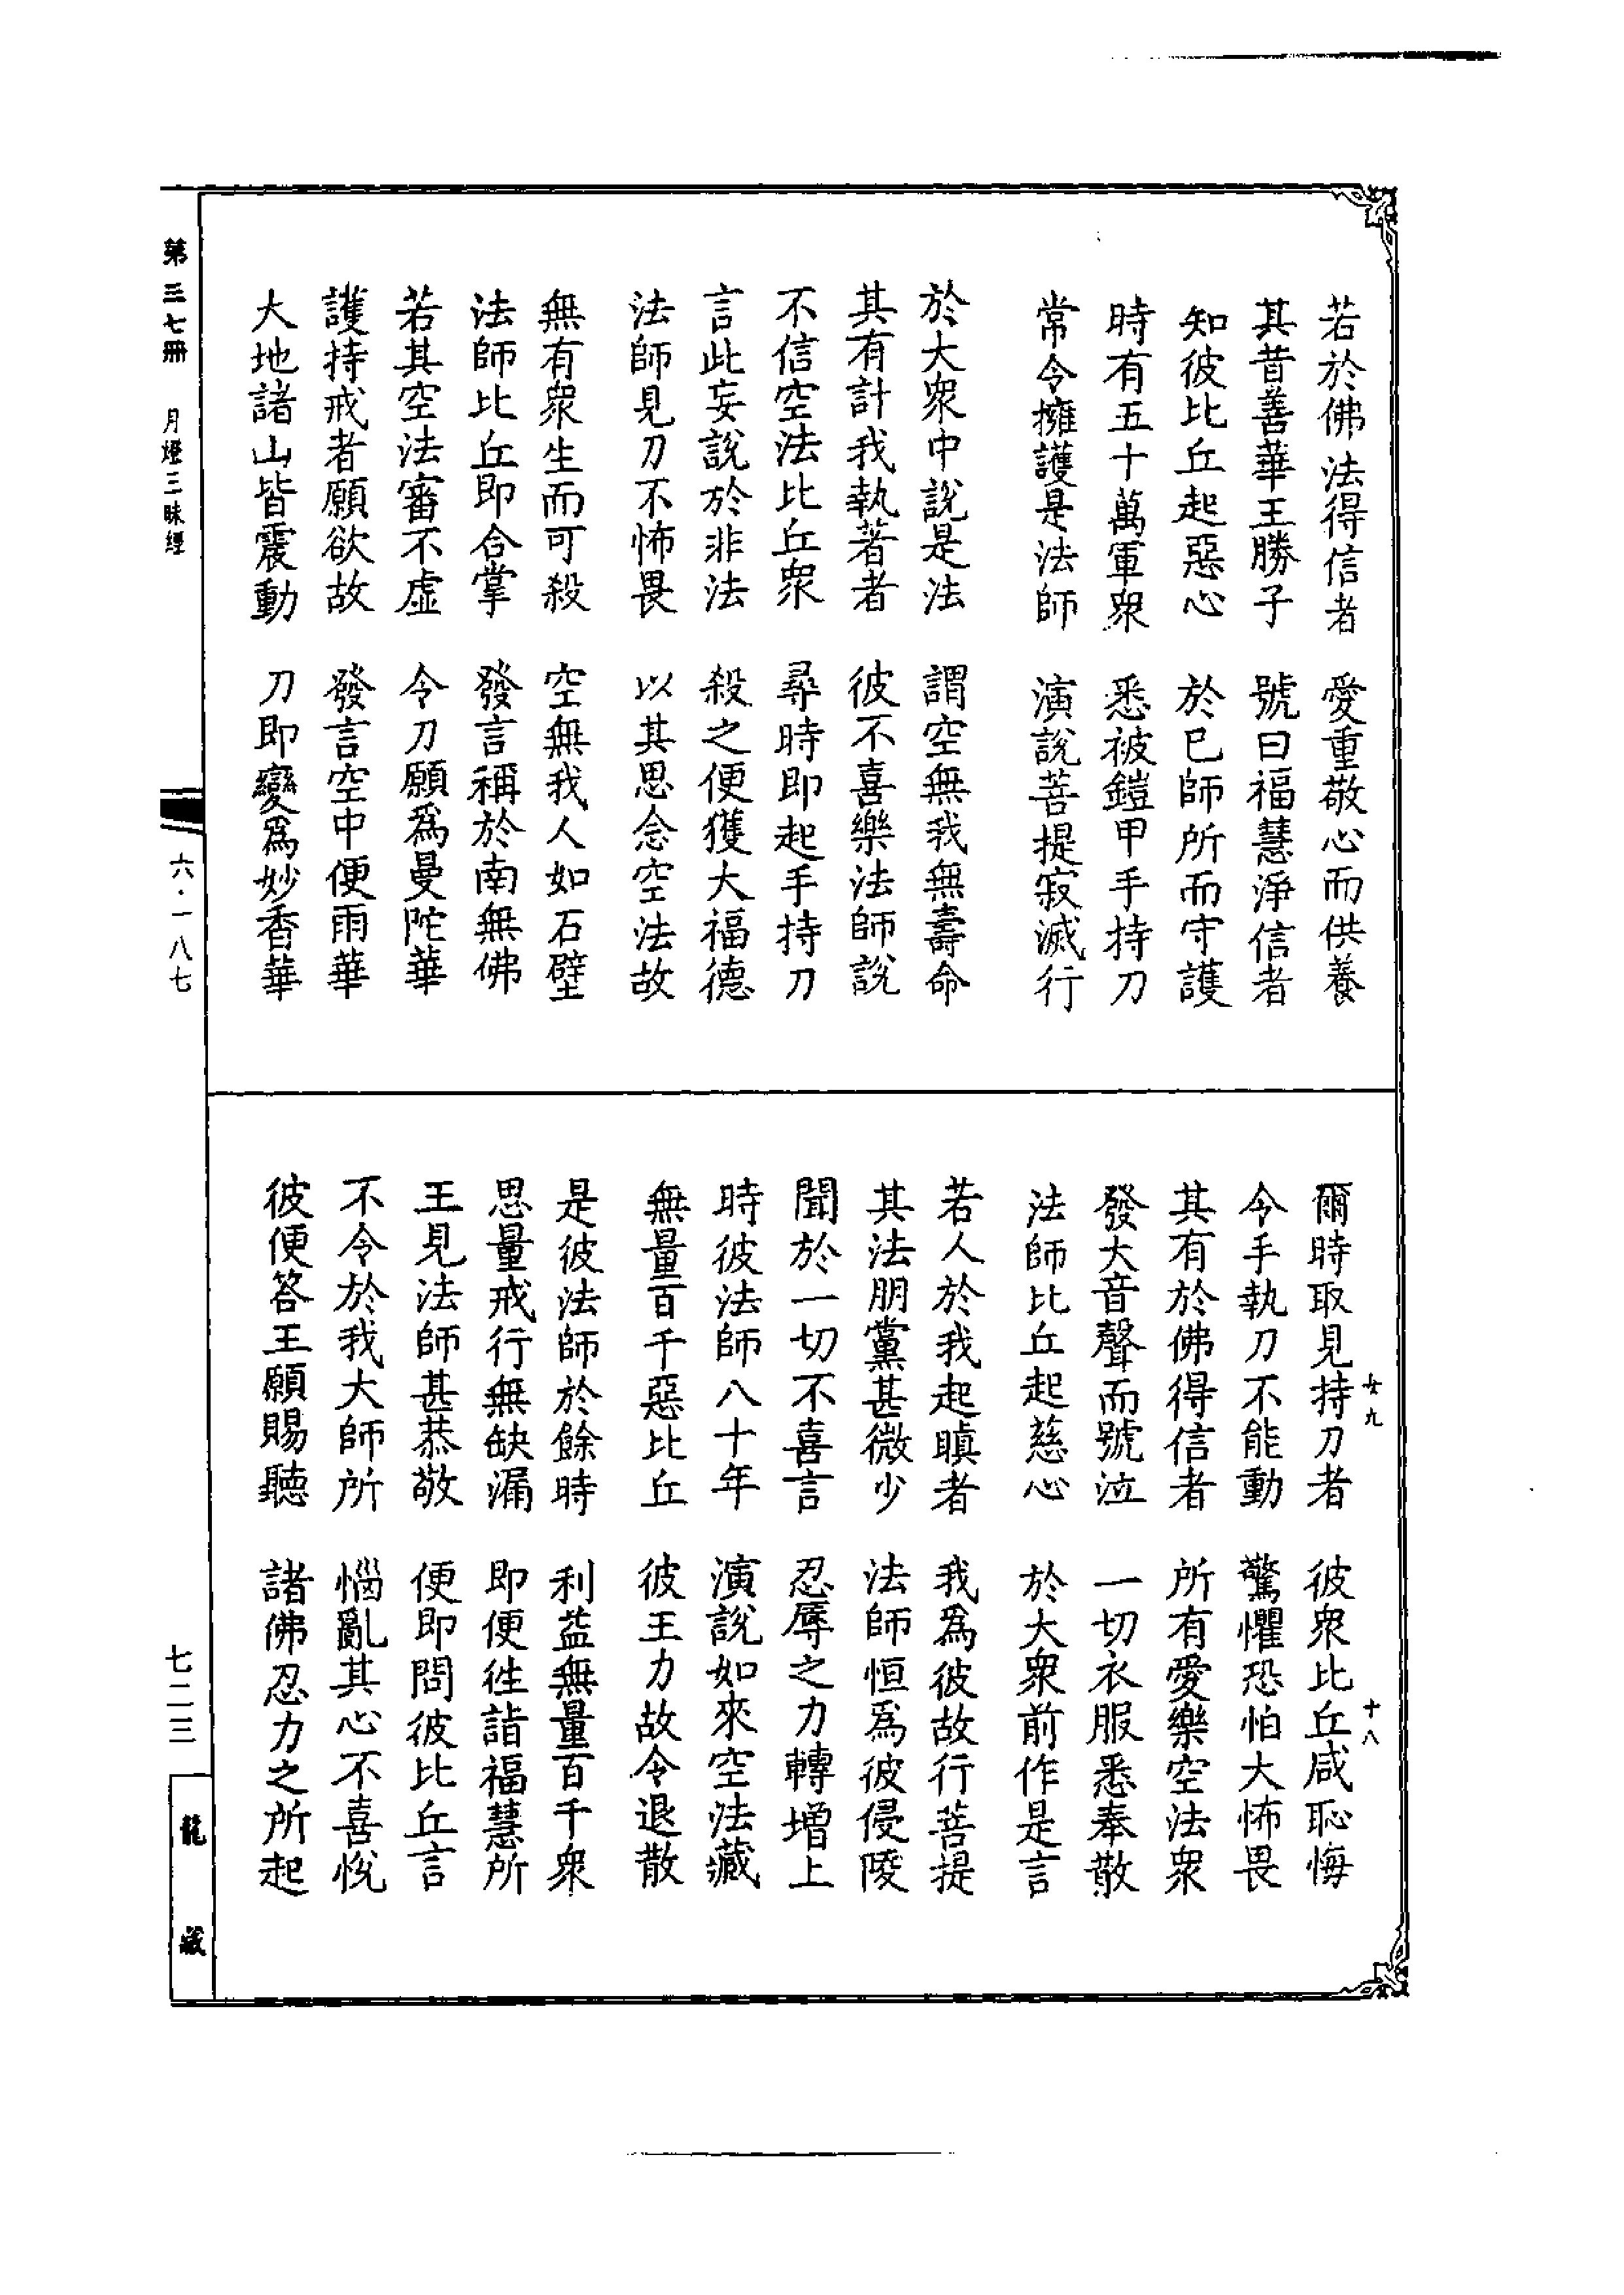 若於佛法得信者　愛重敬心而供養
其昔善華王勝子　號曰福慧淨信者
知彼比丘起惡心　於已師所而守護
時有五十萬軍衆　悉被鎧甲手持刀
常令擁護是法師　演說菩提寂滅行
於大衆中說是法　謂空無我無壽命
其有計我執著者　彼不喜樂法師說
不信空法比丘衆　尋時即起手持刀
言此妄說於非法　殺之便獲大福德
法師見刀不怖畏　以其思念空法故
無有衆生而可殺　空無我人如石壁
法師比丘即合掌　發言稱於南無佛
若其空法審不虛　令刀願爲曼陀華
護持戒者願欲故　發言空中便雨華
大地諸山皆震動　刀即變爲妙香華
第三七冊　月燈三昧經
六·一八七
女九
十八
爾時取見持刀者　彼衆比丘咸恥悔
今手執刀不能動　驚懼恐怕大怖畏
其有於佛得信者　所有愛樂空法衆
發大音聲而號泣　一切衣服悉奉散
法師比丘起慈心　於大衆前作是言
若人於我起瞋者　我爲彼故行菩提
其法朋黨甚微少　法師恒爲彼侵陵
聞於一切不喜言　忍辱之力轉增上
時彼法師八十年　演說如來空法藏
無量百千惡比丘　彼王力故令退散
是彼法師於餘時　利益無量百千衆
思量戒行無缺漏　即便往詣福慧所
王見法師甚恭敬　便即問彼比丘言
不令於我大師所　惱亂其心不喜悅
彼便答王願賜聽　諸佛忍力之所起
七二三
龍藏